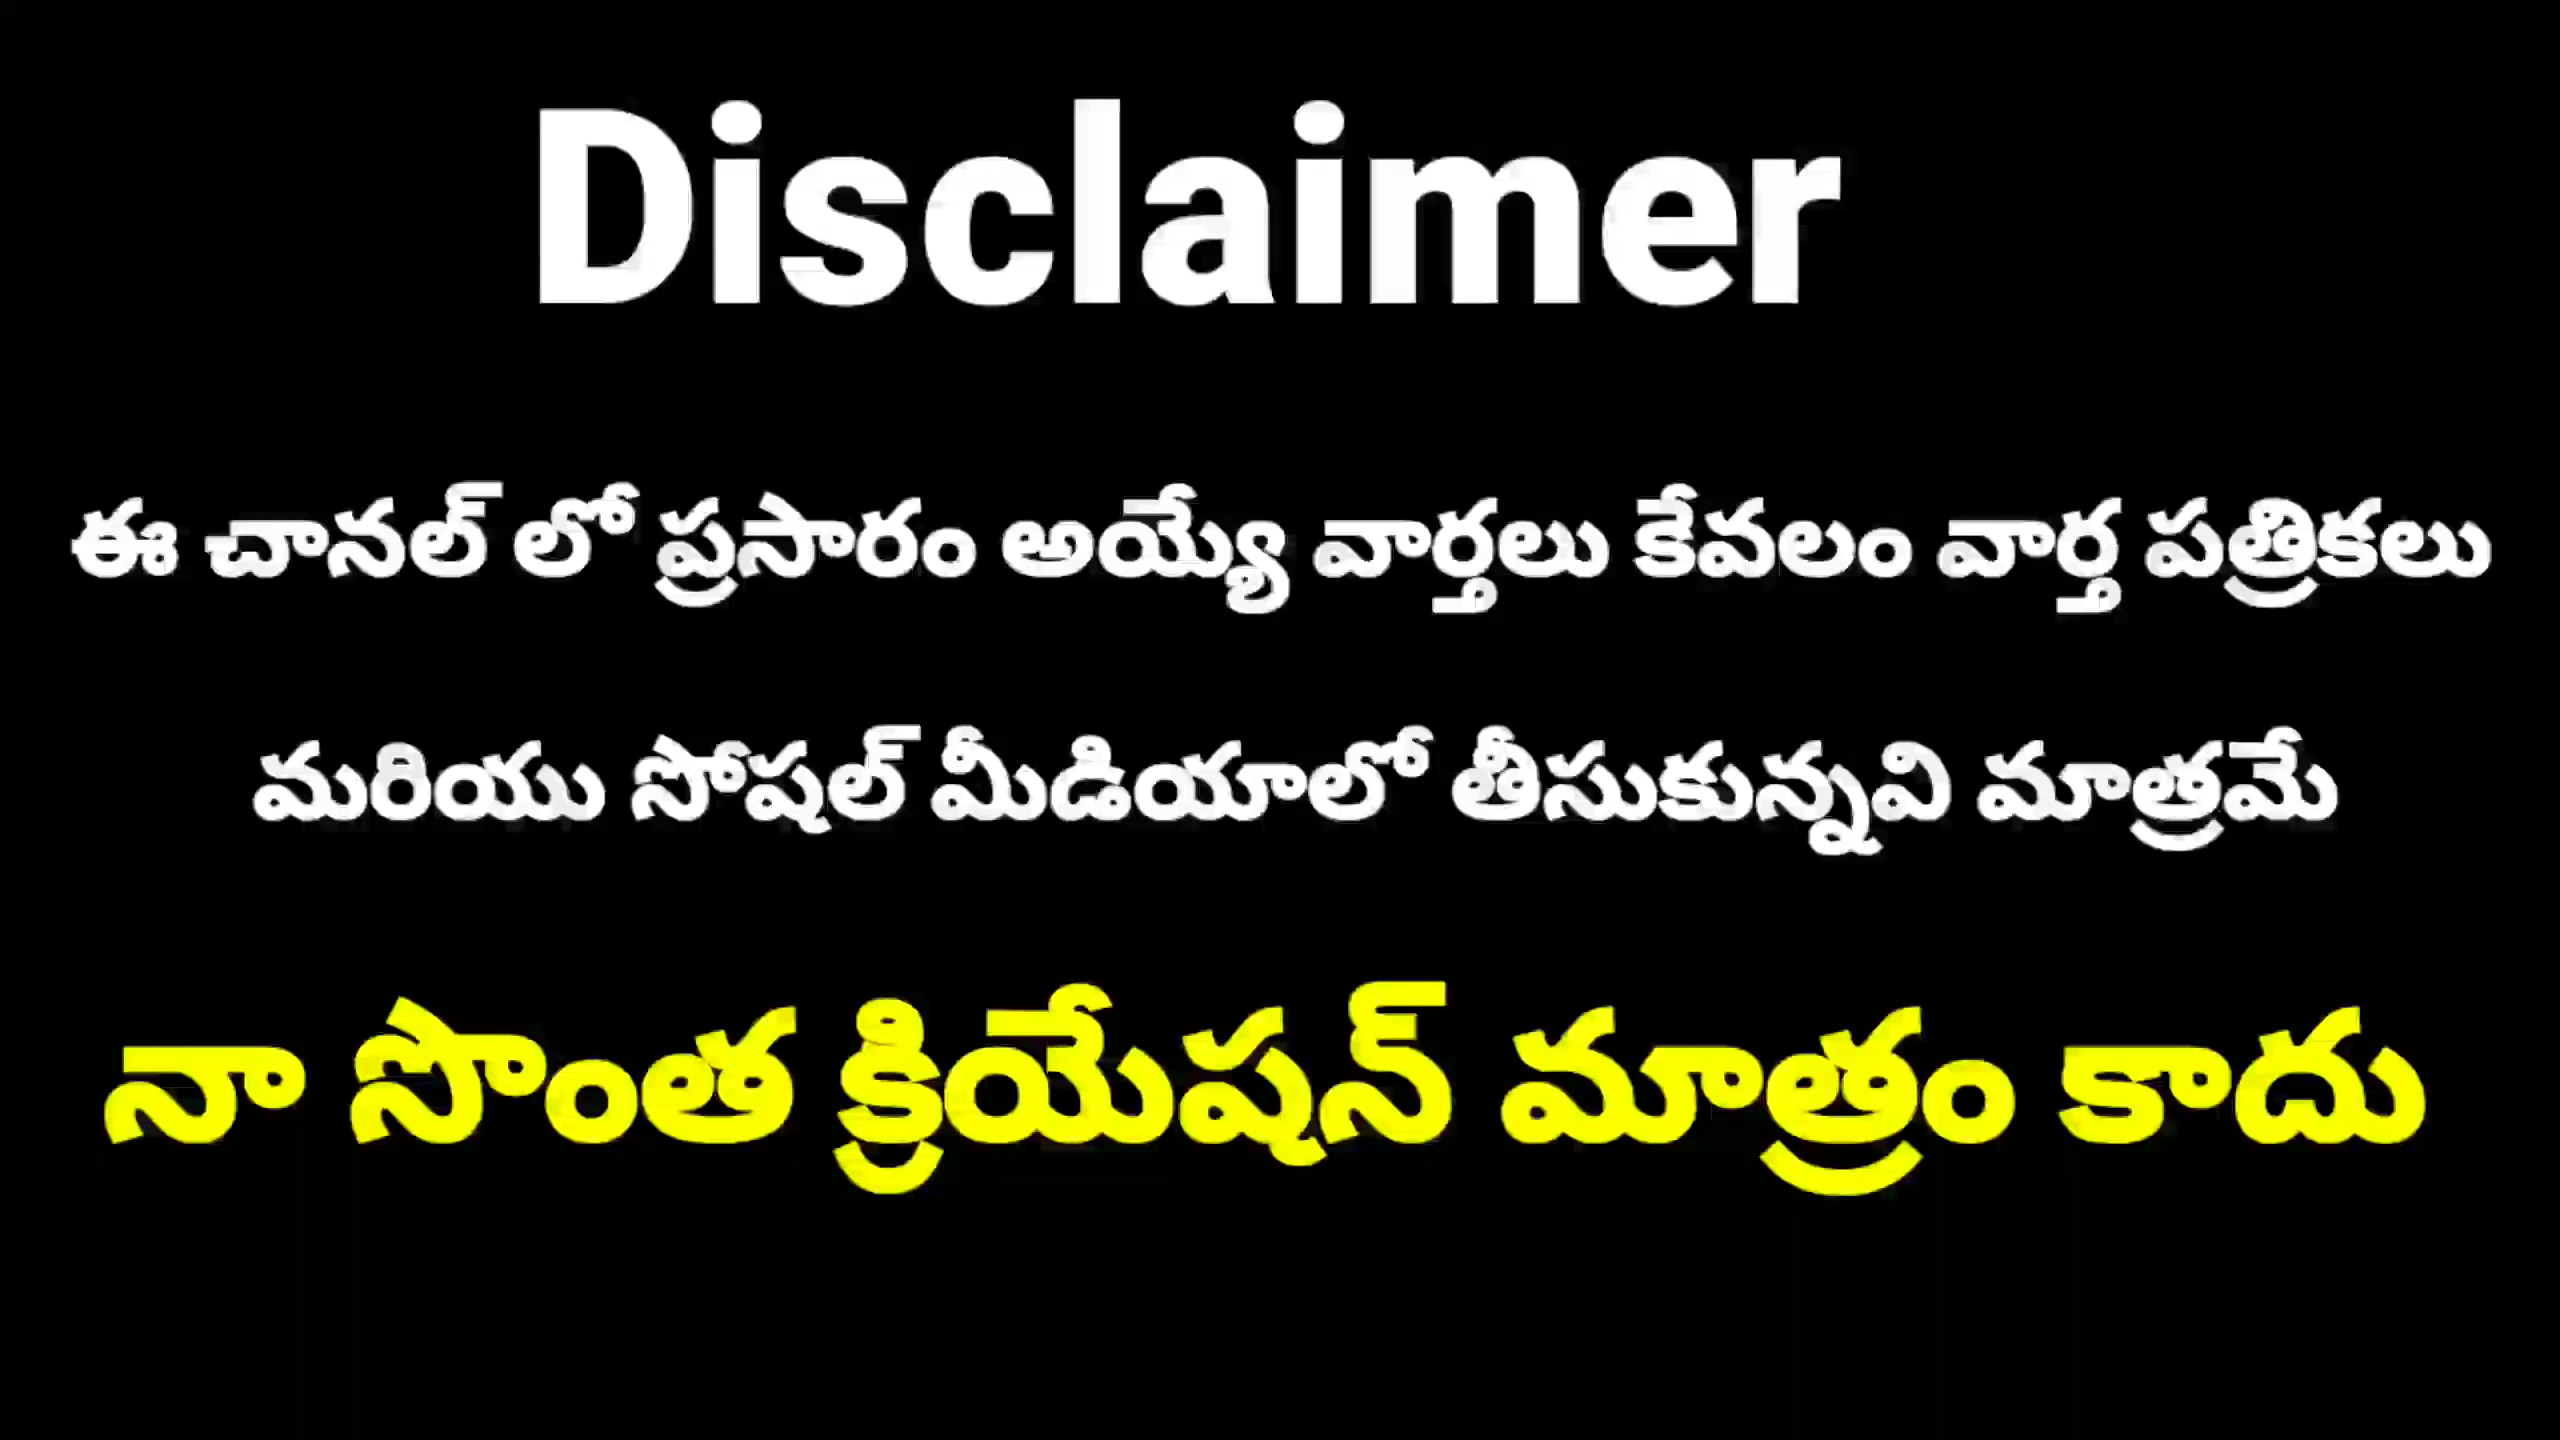 Disclaimer
ఈ చానల్ లో ప్రసారం అయ్యే వార్తలు కేవలం వార్త పత్రికలు
మరియు సోషల్ మీడియాలో తీసుకున్నవి మాత్రమే
నా సొంత క్రియేషన్ మాత్రం కాదు